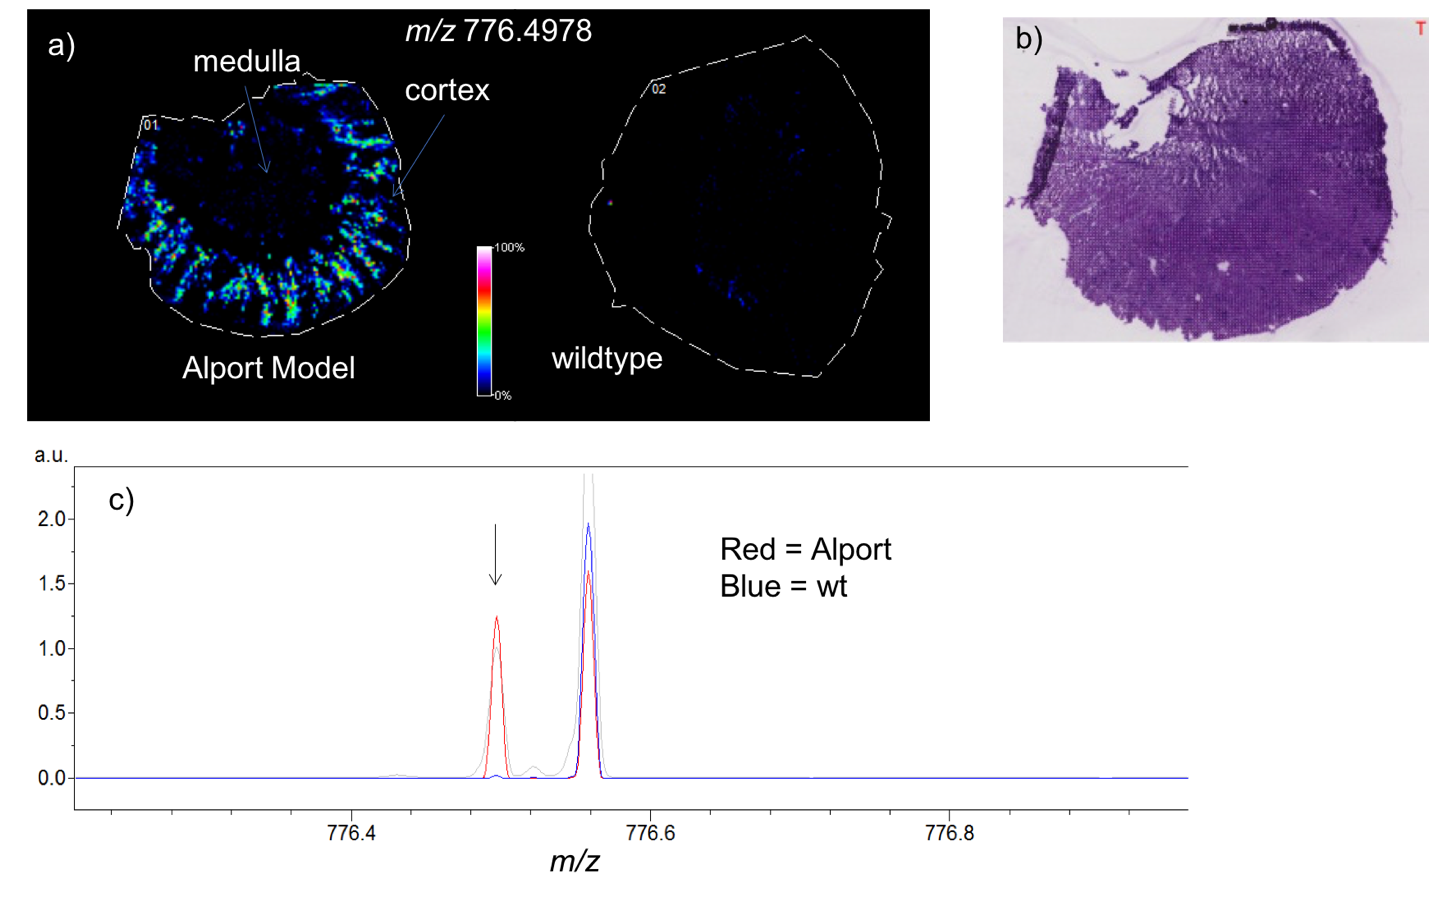 a)
m/z 776.4978
b)
T
medulla
cortex
01
02
100%
0%
Alport Model
wildtype
a.u.
c)
2.0
1.5
1.0
0.5
0.0
Red = Alport
Blue = wt
776.4
776.6
776.8
m/z